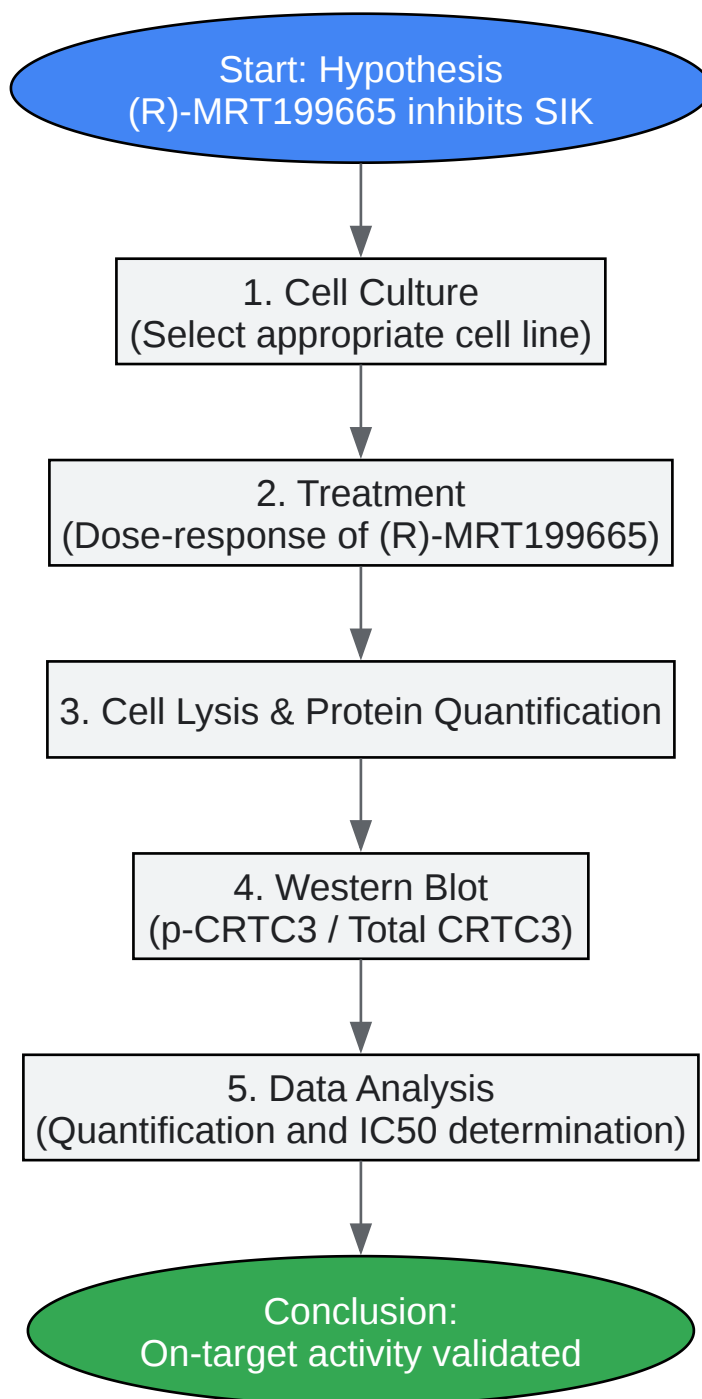 Start: Hypothesis
(R)-MRT199665 inhibits SIK
1. Cell Culture
(Select appropriate cell line)
2. Treatment
(Dose-response of (R)-MRT199665)
3. Cell Lysis & Protein Quantification
4. Western Blot
(p-CRTC3 / Total CRTC3)
5. Data Analysis
(Quantification and IC50 determination)
Conclusion:
On-target activity validated